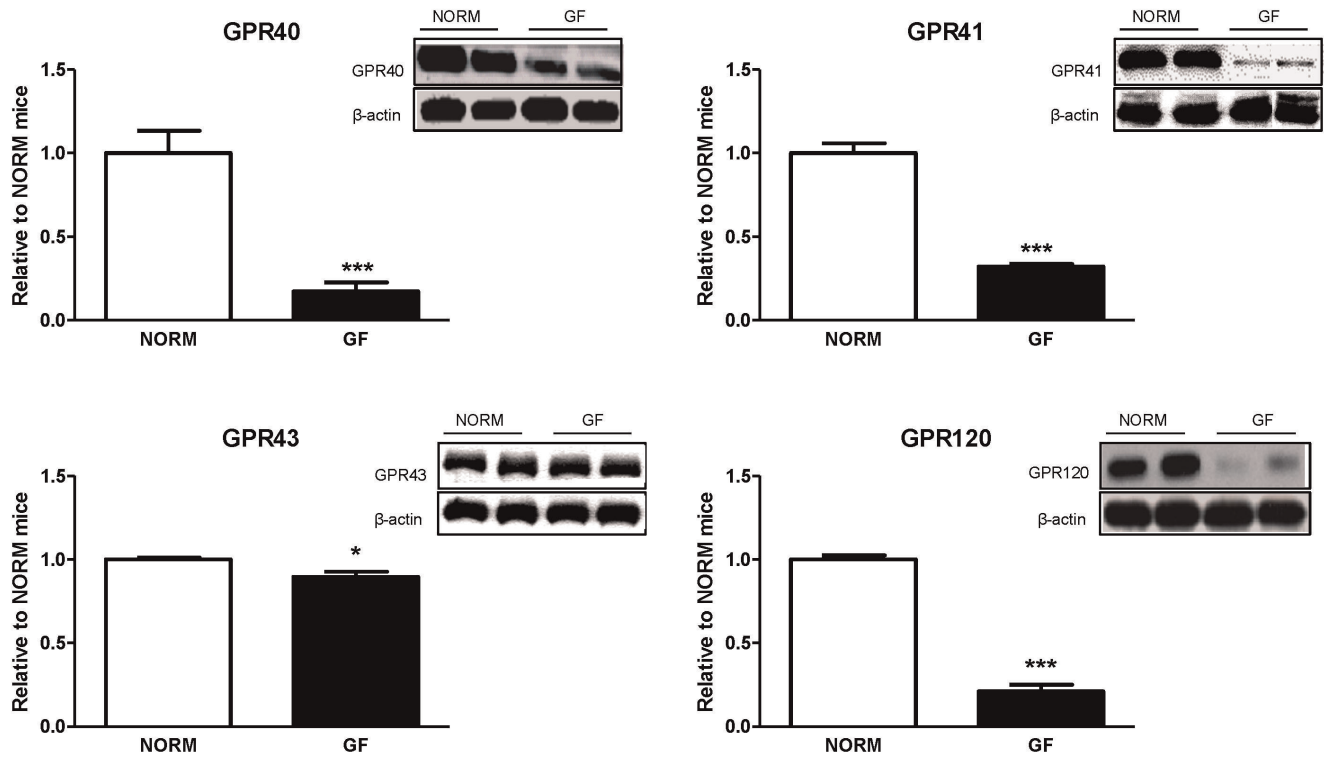 GPR40
NORM GF
GPR40
β-actin
Relative to NORM mice
1.5
1.0
0.5
0.0
***
NORM GF
GPR41
NORM GF
GPR41
β-actin
Relative to NORM mice
1.5
1.0
0.5
0.0
***
NORM GF
GPR43
NORM GF
GPR43
β-actin
Relative to NORM mice
1.5
1.0
0.5
0.0
*
NORM GF
GPR120
NORM GF
GPR120
β-actin
Relative to NORM mice
1.5
1.0
0.5
0.0
***
NORM GF